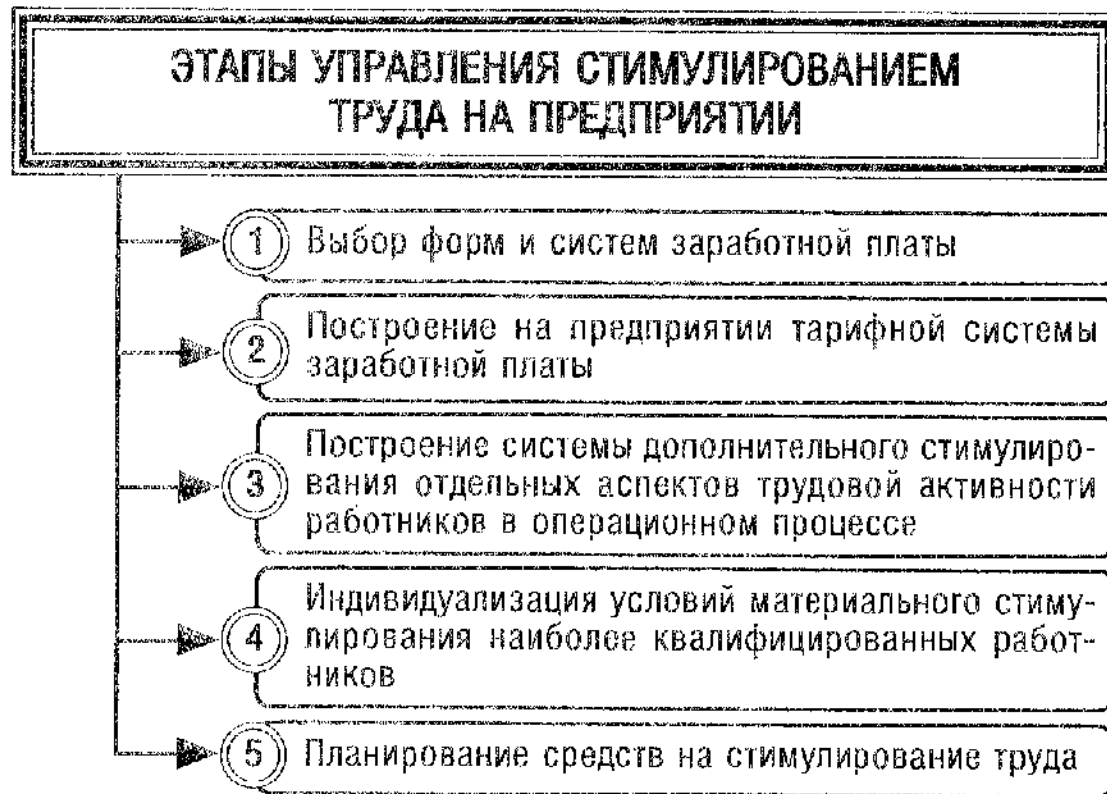 ЭТАПЫ УПРАВЛЕНИЯ СТИМУЛИРОВАНИЕМ
ТРУДА НА ПРЕДПРИЯТИИ
1 Выбор форм и систем заработной платы
2 Построение на предприятии тарифной системы
заработной платы
3 Построение системы дополнительного стимулиро-
вания отдельных аспектов трудовой активности
работников в операционном процессе
4 Индивидуализация условий материального стиму-
лирования наиболее квалифицированных работ-
ников
5 Планирование средств на стимулирование труда